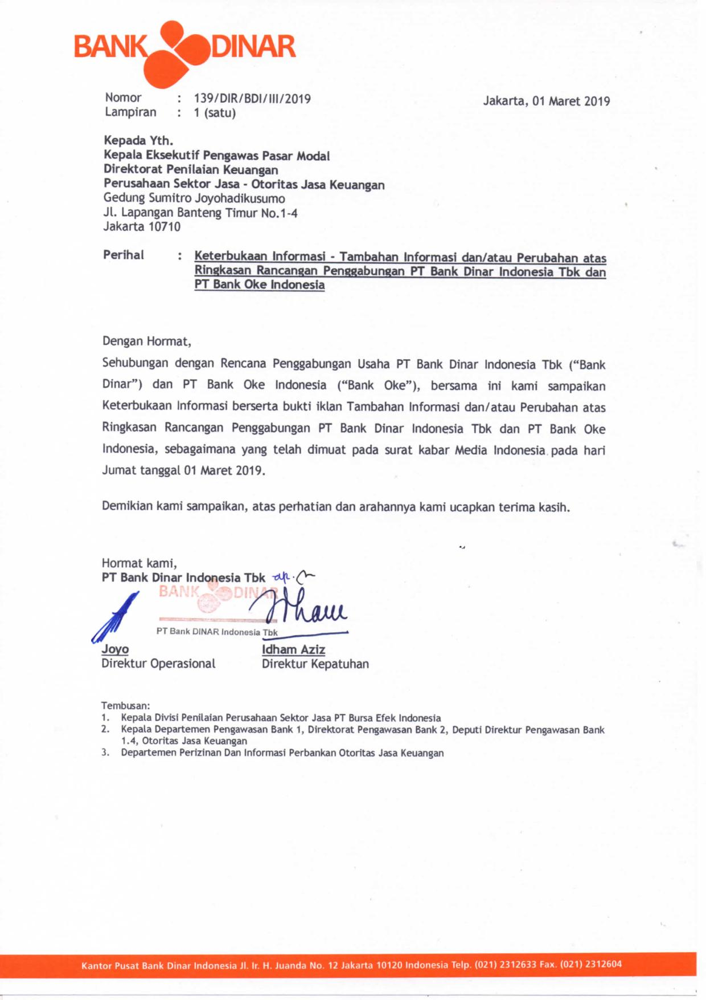 BANK DINAR
Nomor : 139/DIR/BDI/III/2019
Jakarta, 01 Maret 2019
Lampiran : 1 (satu)
Kepada Yth.
Kepala Eksekutif Pengawas Pasar Modal
Direktorat Penilaian Keuangan
Perusahaan Sektor Jasa - Otoritas Jasa Keuangan
Gedung Sumitro Joyohadikusumo
Jl. Lapangan Banteng Timur No.1-4
Jakarta 10710
Perihal : Keterbukaan Informasi - Tambahan Informasi dan/atau Perubahan atas
Ringkasan Rancangan Penggabungan PT Bank Dinar Indonesia Tbk dan
PT Bank Oke Indonesia
Dengan Hormat,
Sehubungan dengan Rencana Penggabungan Usaha PT Bank Dinar Indonesia Tbk (“Bank
Dinar”) dan PT Bank Oke Indonesia (“Bank Oke”), bersama ini kami sampaikan
Keterbukaan Informasi berserta bukti iklan Tambahan Informasi dan/atau Perubahan atas
Ringkasan Rancangan Penggabungan PT Bank Dinar Indonesia Tbk dan PT Bank Oke
Indonesia, sebagaimana yang telah dimuat pada surat kabar Media Indonesia pada hari
Jumat tanggal 01 Maret 2019.
Demikian kami sampaikan, atas perhatian dan arahannya kami ucapkan terima kasih.
Hormat kami,
PT Bank Dinar Indonesia Tbk
BANK DINAR
PT Bank DINAR Indonesia Tbk
Joyo Idham Aziz
Direktur Operasional Direktur Kepatuhan
Tembusan:
1. Kepala Divisi Penilaian Perusahaan Sektor Jasa PT Bursa Efek Indonesia
2. Kepala Departemen Pengawasan Bank 1, Direktorat Pengawasan Bank 2, Deputi Direktur Pengawasan Bank
1.4, Otoritas Jasa Keuangan
3. Departemen Perizinan Dan Informasi Perbankan Otoritas Jasa Keuangan
Kantor Pusat Bank Dinar Indonesia Jl. Ir. H. Juanda No. 12 Jakarta 10120 Indonesia Telp. (021) 2312633 Fax. (021) 2312604